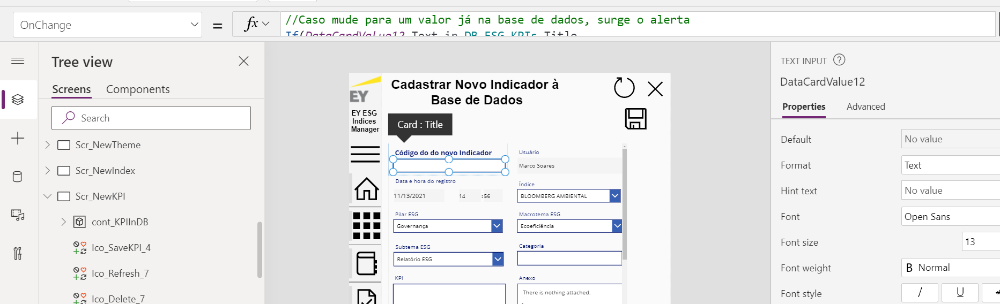 OnChange
=
fx
//Caso mude para um valor já na base de dados, surge o alerta
If(DataCardValue12.Text in DB_ESG_KPIs.Title
Tree view
Screens
Components
Search
Scr_NewTheme
Scr_NewIndex
Scr_NewKPI
cont_KPIInDB
Ico_SaveKPI_4
Ico_Refresh_7
Ico_Delete_7
EY
EY ESG
Indices
Manager
Cadastrar Novo Indicador à
Base de Dados
Card : Title
Código do do novo Indicador
Usuário
Marco Soares
Data e hora do registro
11/13/2021
14
:56
Índice
BLOOMBERG AMBIENTAL
Pilar ESG
Governança
Macrotema ESG
Ecoeficiência
Subtema ESG
Relatório ESG
Categoria
KPI
Anexo
There is nothing attached.
TEXT INPUT
DataCardValue12
Properties
Advanced
Default
No value
Format
Text
Hint text
No value
Font
Open Sans
Font size
13
Font weight
B Normal
Font style
/
U